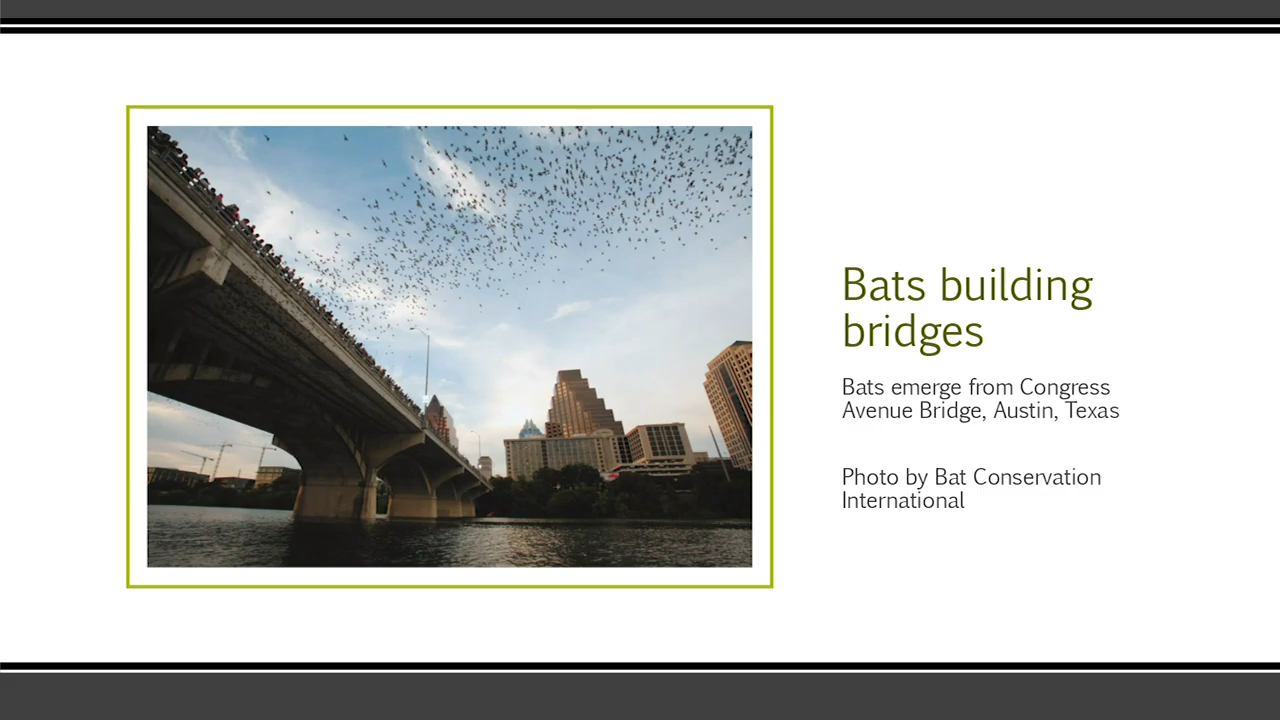 Bats building
bridges
Bats emerge from Congress
Avenue Bridge, Austin, Texas
Photo by Bat Conservation
International